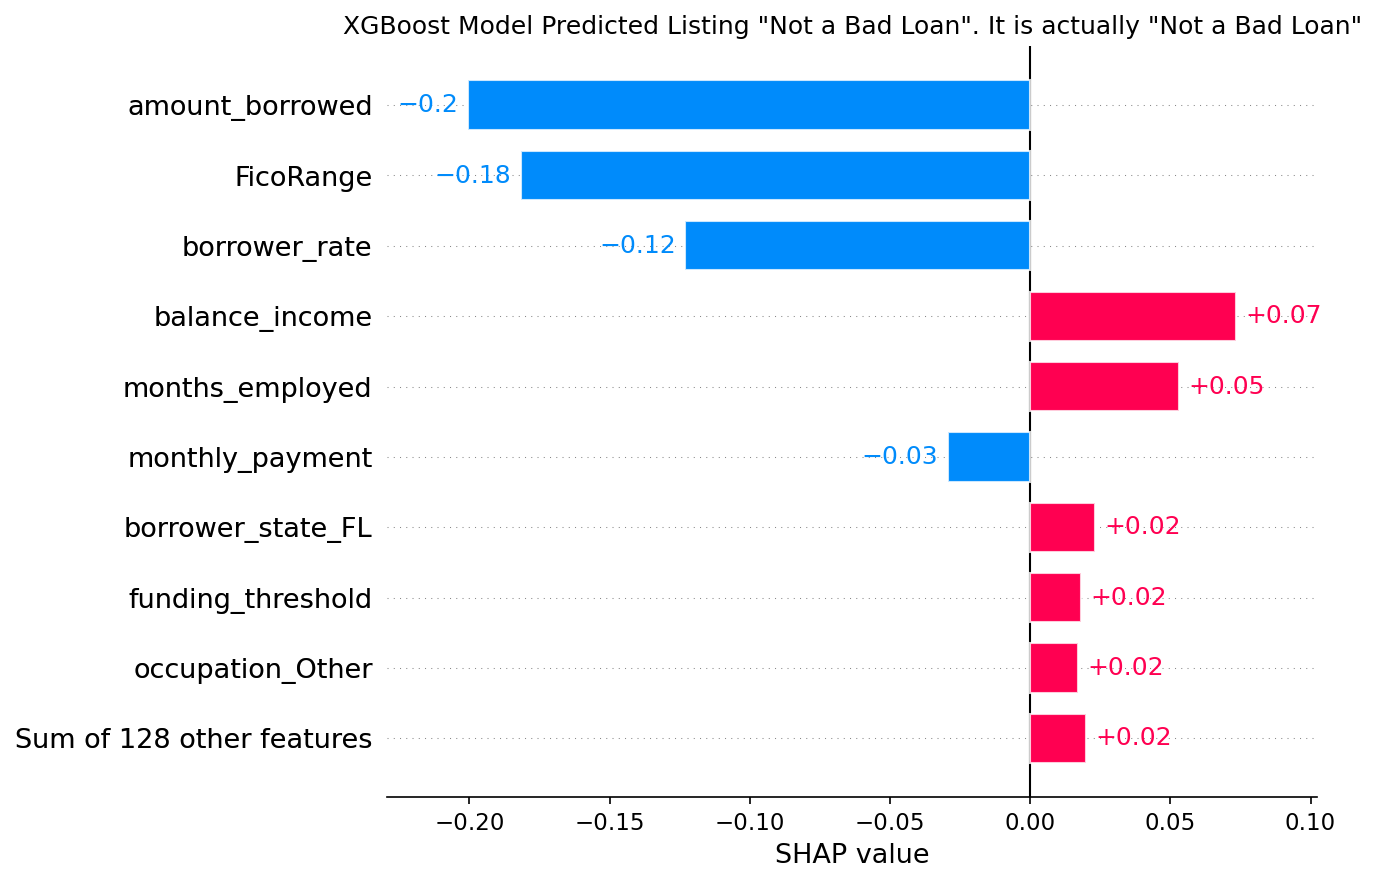 XGBoost Model Predicted Listing "Not a Bad Loan". It is actually "Not a Bad Loan"
amount_borrowed −0.2
FicoRange −0.18
borrower_rate −0.12
balance_income +0.07
months_employed +0.05
monthly_payment −0.03
borrower_state_FL +0.02
funding_threshold +0.02
occupation_Other +0.02
Sum of 128 other features +0.02
−0.20 −0.15 −0.10 −0.05 0.00 0.05 0.10
SHAP value